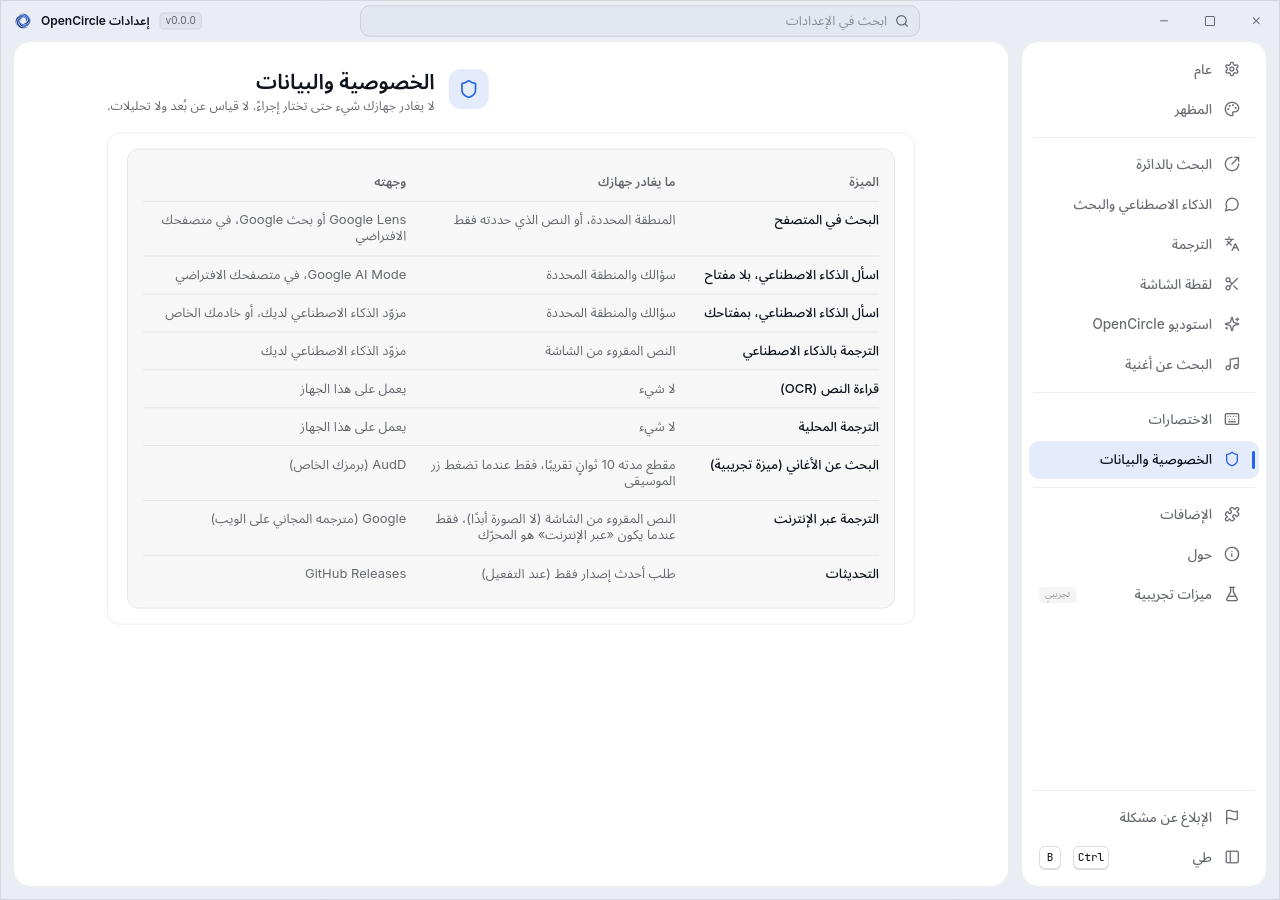 إعدادات OpenCircle
v0.0.0
ابحث في الإعدادات
عام
المظهر
البحث بالدائرة
الذكاء الاصطناعي والبحث
الترجمة
لقطة الشاشة
استوديو OpenCircle
البحث عن أغنية
الاختصارات
الخصوصية والبيانات
الإضافات
حول
ميزات تجريبية
تجريبي
الإبلاغ عن مشكلة
طي
Ctrl
B
الخصوصية والبيانات
لا يغادر جهازك شيء حتى تختار إجراءً. لا قياس عن بُعد ولا تحليلات.
الميزة
ما يغادر جهازك
وجهته
البحث في المتصفح
المنطقة المحددة، أو النص الذي حددته فقط
Google Lens أو بحث Google، في متصفحك
الافتراضي
اسأل الذكاء الاصطناعي، بلا مفتاح
سؤالك والمنطقة المحددة
Google AI Mode، في متصفحك الافتراضي
اسأل الذكاء الاصطناعي، بمفتاحك
سؤالك والمنطقة المحددة
مزوّد الذكاء الاصطناعي لديك، أو خادمك الخاص
الترجمة بالذكاء الاصطناعي
النص المقروء من الشاشة
مزوّد الذكاء الاصطناعي لديك
قراءة النص (OCR)
لا شيء
يعمل على هذا الجهاز
الترجمة المحلية
لا شيء
يعمل على هذا الجهاز
البحث عن الأغاني (ميزة تجريبية)
مقطع مدته 10 ثوانٍ تقريبًا، فقط عندما تضغط زر
الموسيقى
AudD (برمزك الخاص)
الترجمة عبر الإنترنت
النص المقروء من الشاشة (لا الصورة أبدًا)، فقط
عندما يكون «عبر الإنترنت» هو المحرّك
Google (مترجمه المجاني على الويب)
التحديثات
طلب أحدث إصدار فقط (عند التفعيل)
GitHub Releases